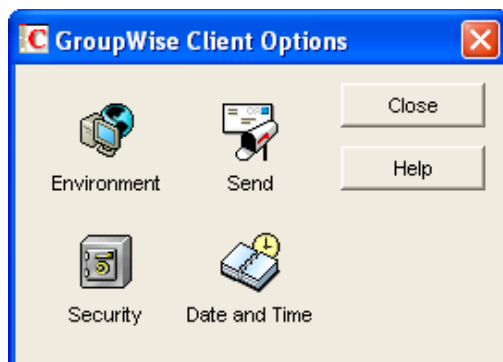 GroupWise Client Options
Close
Environment
Send
Help
Security
Date and Time